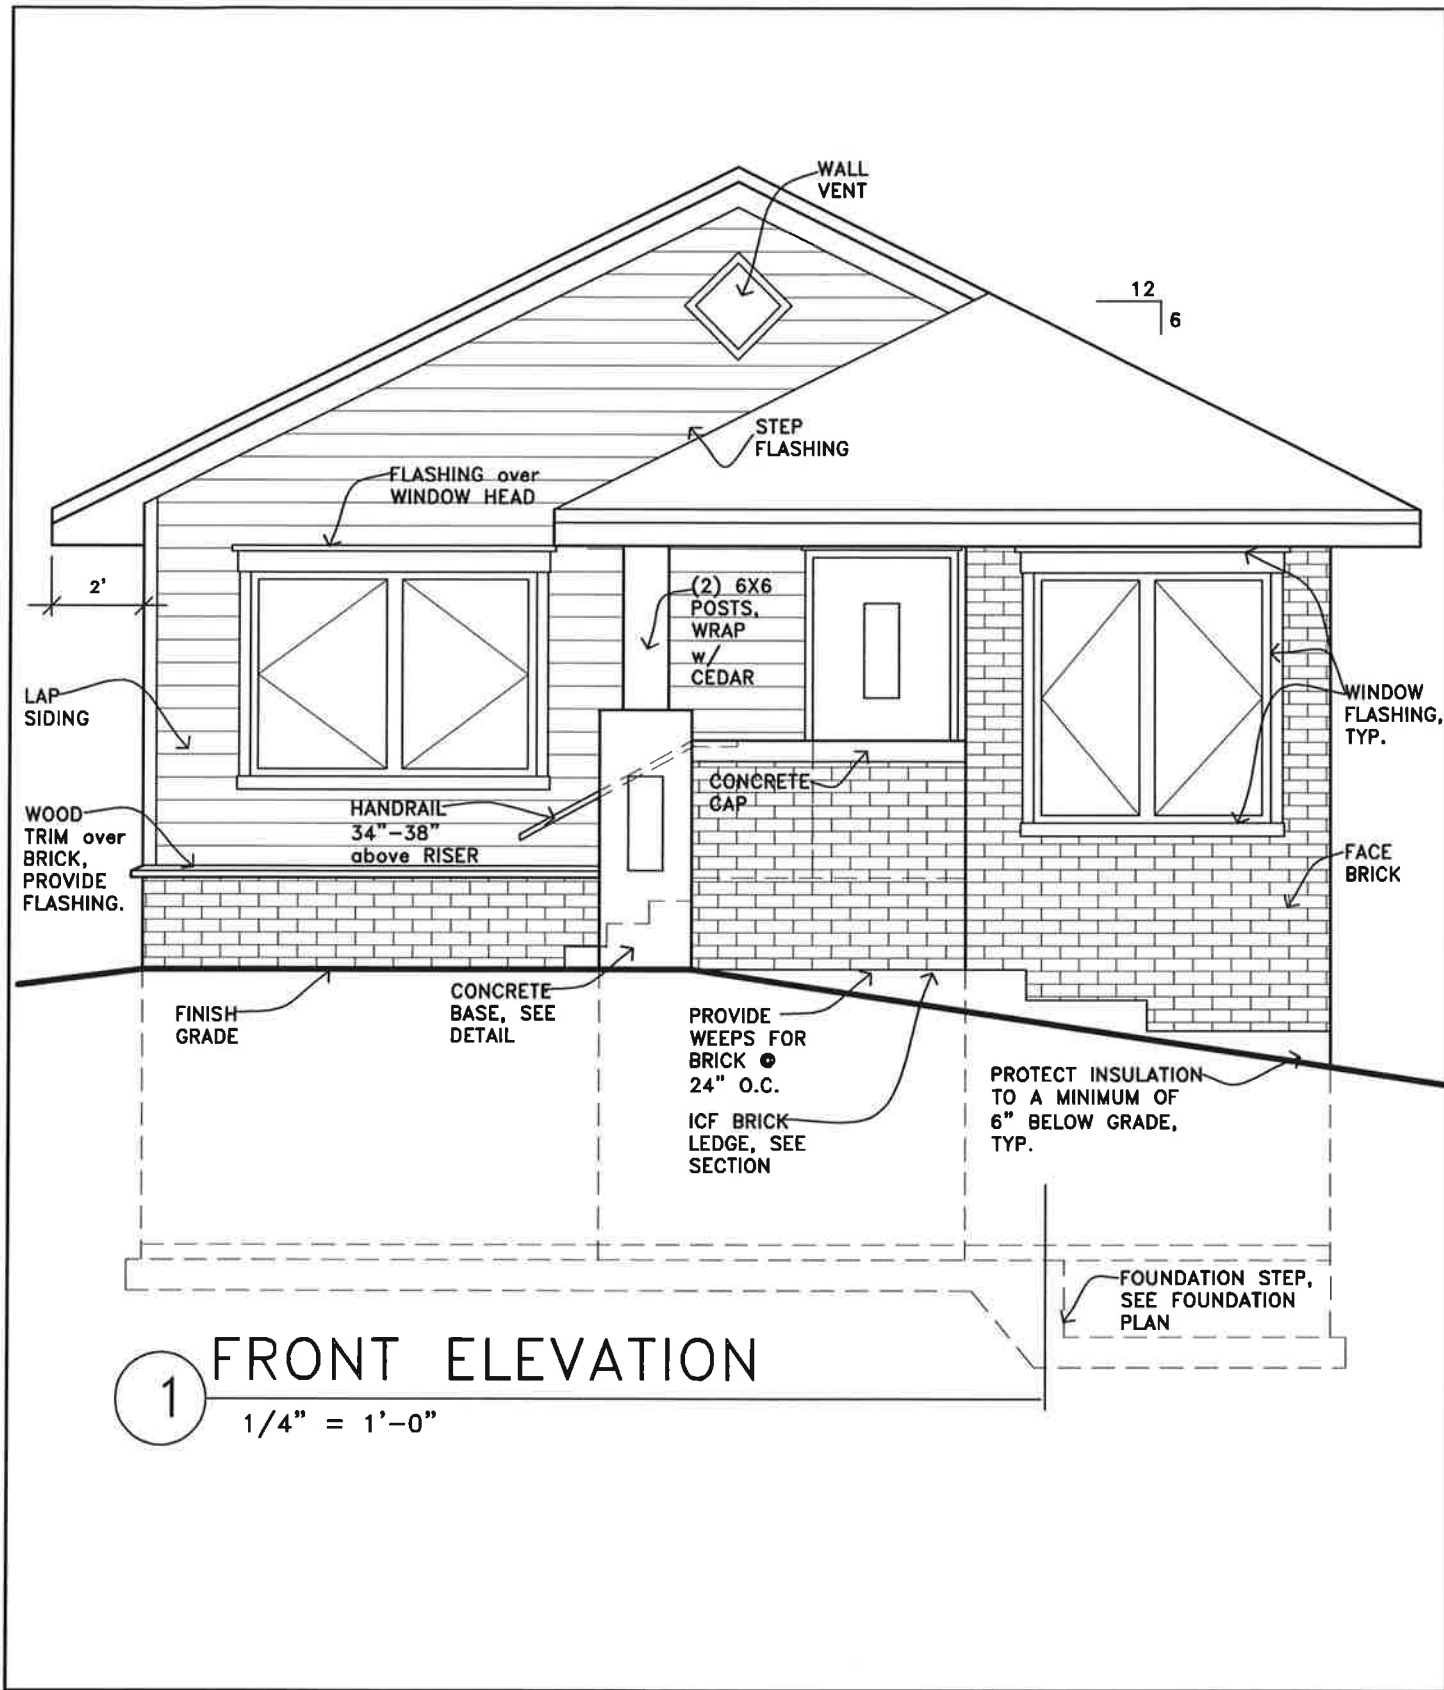 WALL
VENT
12
6
STEP
FLASHING
FLASHING over
WINDOW HEAD
2'
(2) 6X6
POSTS,
WRAP
w/
CEDAR
LAP
SIDING
WINDOW
FLASHING,
TYP.
CONCRETE
CAP
HANDRAIL
34"-38"
above RISER
WOOD
TRIM over
BRICK,
PROVIDE
FLASHING.
FACE
BRICK
FINISH
GRADE
CONCRETE
BASE, SEE
DETAIL
PROVIDE
WEEPS FOR
BRICK @
24" O.C.
ICF BRICK
LEDGE, SEE
SECTION
PROTECT INSULATION
TO A MINIMUM OF
6" BELOW GRADE,
TYP.
FOUNDATION STEP,
SEE FOUNDATION
PLAN
1
FRONT ELEVATION
1/4" = 1'-0"